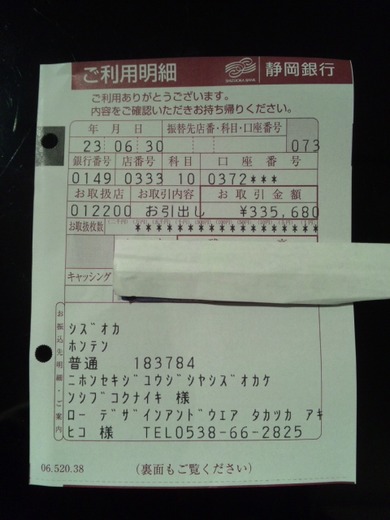 ご利用明細
静岡銀行
SHIZUOKA BANK
ご利用ありがとうございます。
内容をご確認いただきお持ち帰りください。
年 月 日 振替先店番・科目・口座番号
23 06 30 073
銀行番号 店番号 科目 口座番号
0149 0333 10 0372***
お取扱店 お取引内容 お取引金額
012200 お引出し ¥335,680
お取扱枚数 *****************
キャッシング
お振込先明細・ご案内
シズオカ
ホンテン
普通 183784
ニホンセキジユウジシヤシズオカケ
ンシブコクナイキ 様
ロー デザインアンドウエア タカツカ アキ
ヒコ 様 TEL0538-66-2825
06.520.38
(裏面もご覧ください)